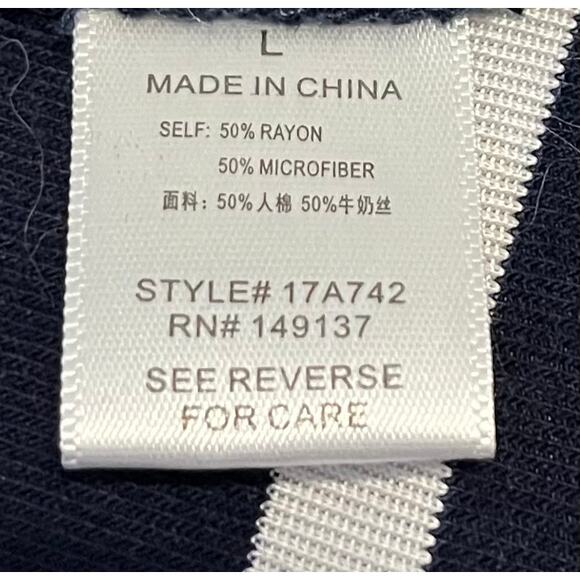 L
MADE IN CHINA
SELF: 50% RAYON
50% MICROFIBER
面料: 50%人棉 50%牛奶丝
STYLE# 17A742
RN# 149137
SEE REVERSE
FOR CARE